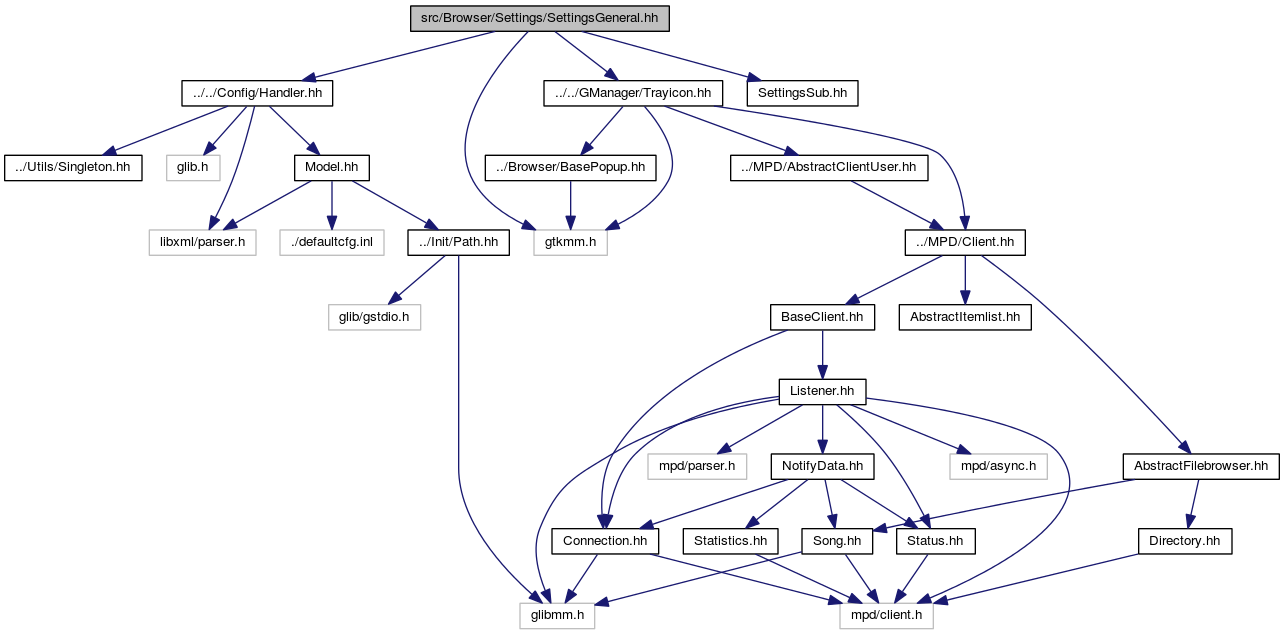 src/Browser/Settings/SettingsGeneral.hh
../../Config/Handler.hh
../../GManager/Trayicon.hh
SettingsSub.hh
../Utils/Singleton.hh
glib.h
Model.hh
../Browser/BasePopup.hh
../MPD/AbstractClientUser.hh
libxml/parser.h
./defaultcfg.inl
../Init/Path.hh
gtkmm.h
../MPD/Client.hh
glib/gstdio.h
BaseClient.hh
AbstractItemlist.hh
Listener.hh
mpd/parser.h
NotifyData.hh
mpd/async.h
AbstractFilebrowser.hh
Connection.hh
Statistics.hh
Song.hh
Status.hh
Directory.hh
glibmm.h
mpd/client.h